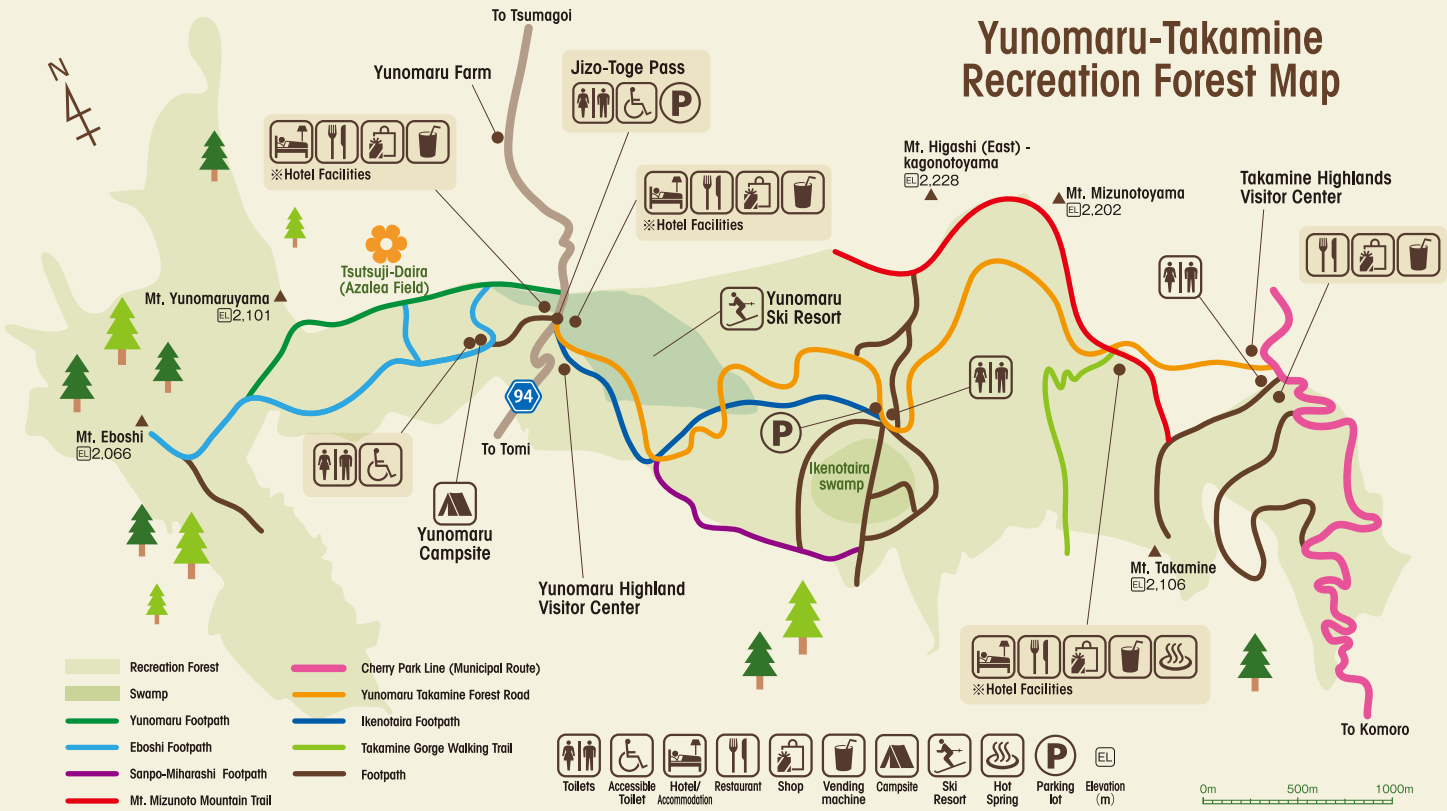 Yunomaru-Takamine
Recreation Forest Map
N
To Tsumagoi
Yunomaru Farm
Jizo-Toge Pass
P
※Hotel Facilities
※Hotel Facilities
Mt. Higashi (East) -
kagonotoyama
EL 2,228
Mt. Mizunotoyama
EL 2,202
Takamine Highlands
Visitor Center
Tsutsuji-Daira
(Azalea Field)
Mt. Yunomaruyama
EL 2,101
Yunomaru
Ski Resort
94
To Tomi
Mt. Eboshi
EL 2,066
P
Ikenotaira
swamp
Yunomaru
Campsite
Yunomaru Highland
Visitor Center
Mt. Takamine
EL 2,106
※Hotel Facilities
To Komoro
Recreation Forest
Swamp
Yunomaru Footpath
Eboshi Footpath
Sanpo-Miharashi Footpath
Mt. Mizunoto Mountain Trail
Cherry Park Line (Municipal Route)
Yunomaru Takamine Forest Road
Ikenotaira Footpath
Takamine Gorge Walking Trail
Footpath
P
EL
Toilets
Accessible
Toilet
Hotel/
Accommodation
Restaurant
Shop
Vending
machine
Campsite
Ski
Resort
Hot
Spring
Parking
lot
Elevation
(m)
0m 500m 1000m